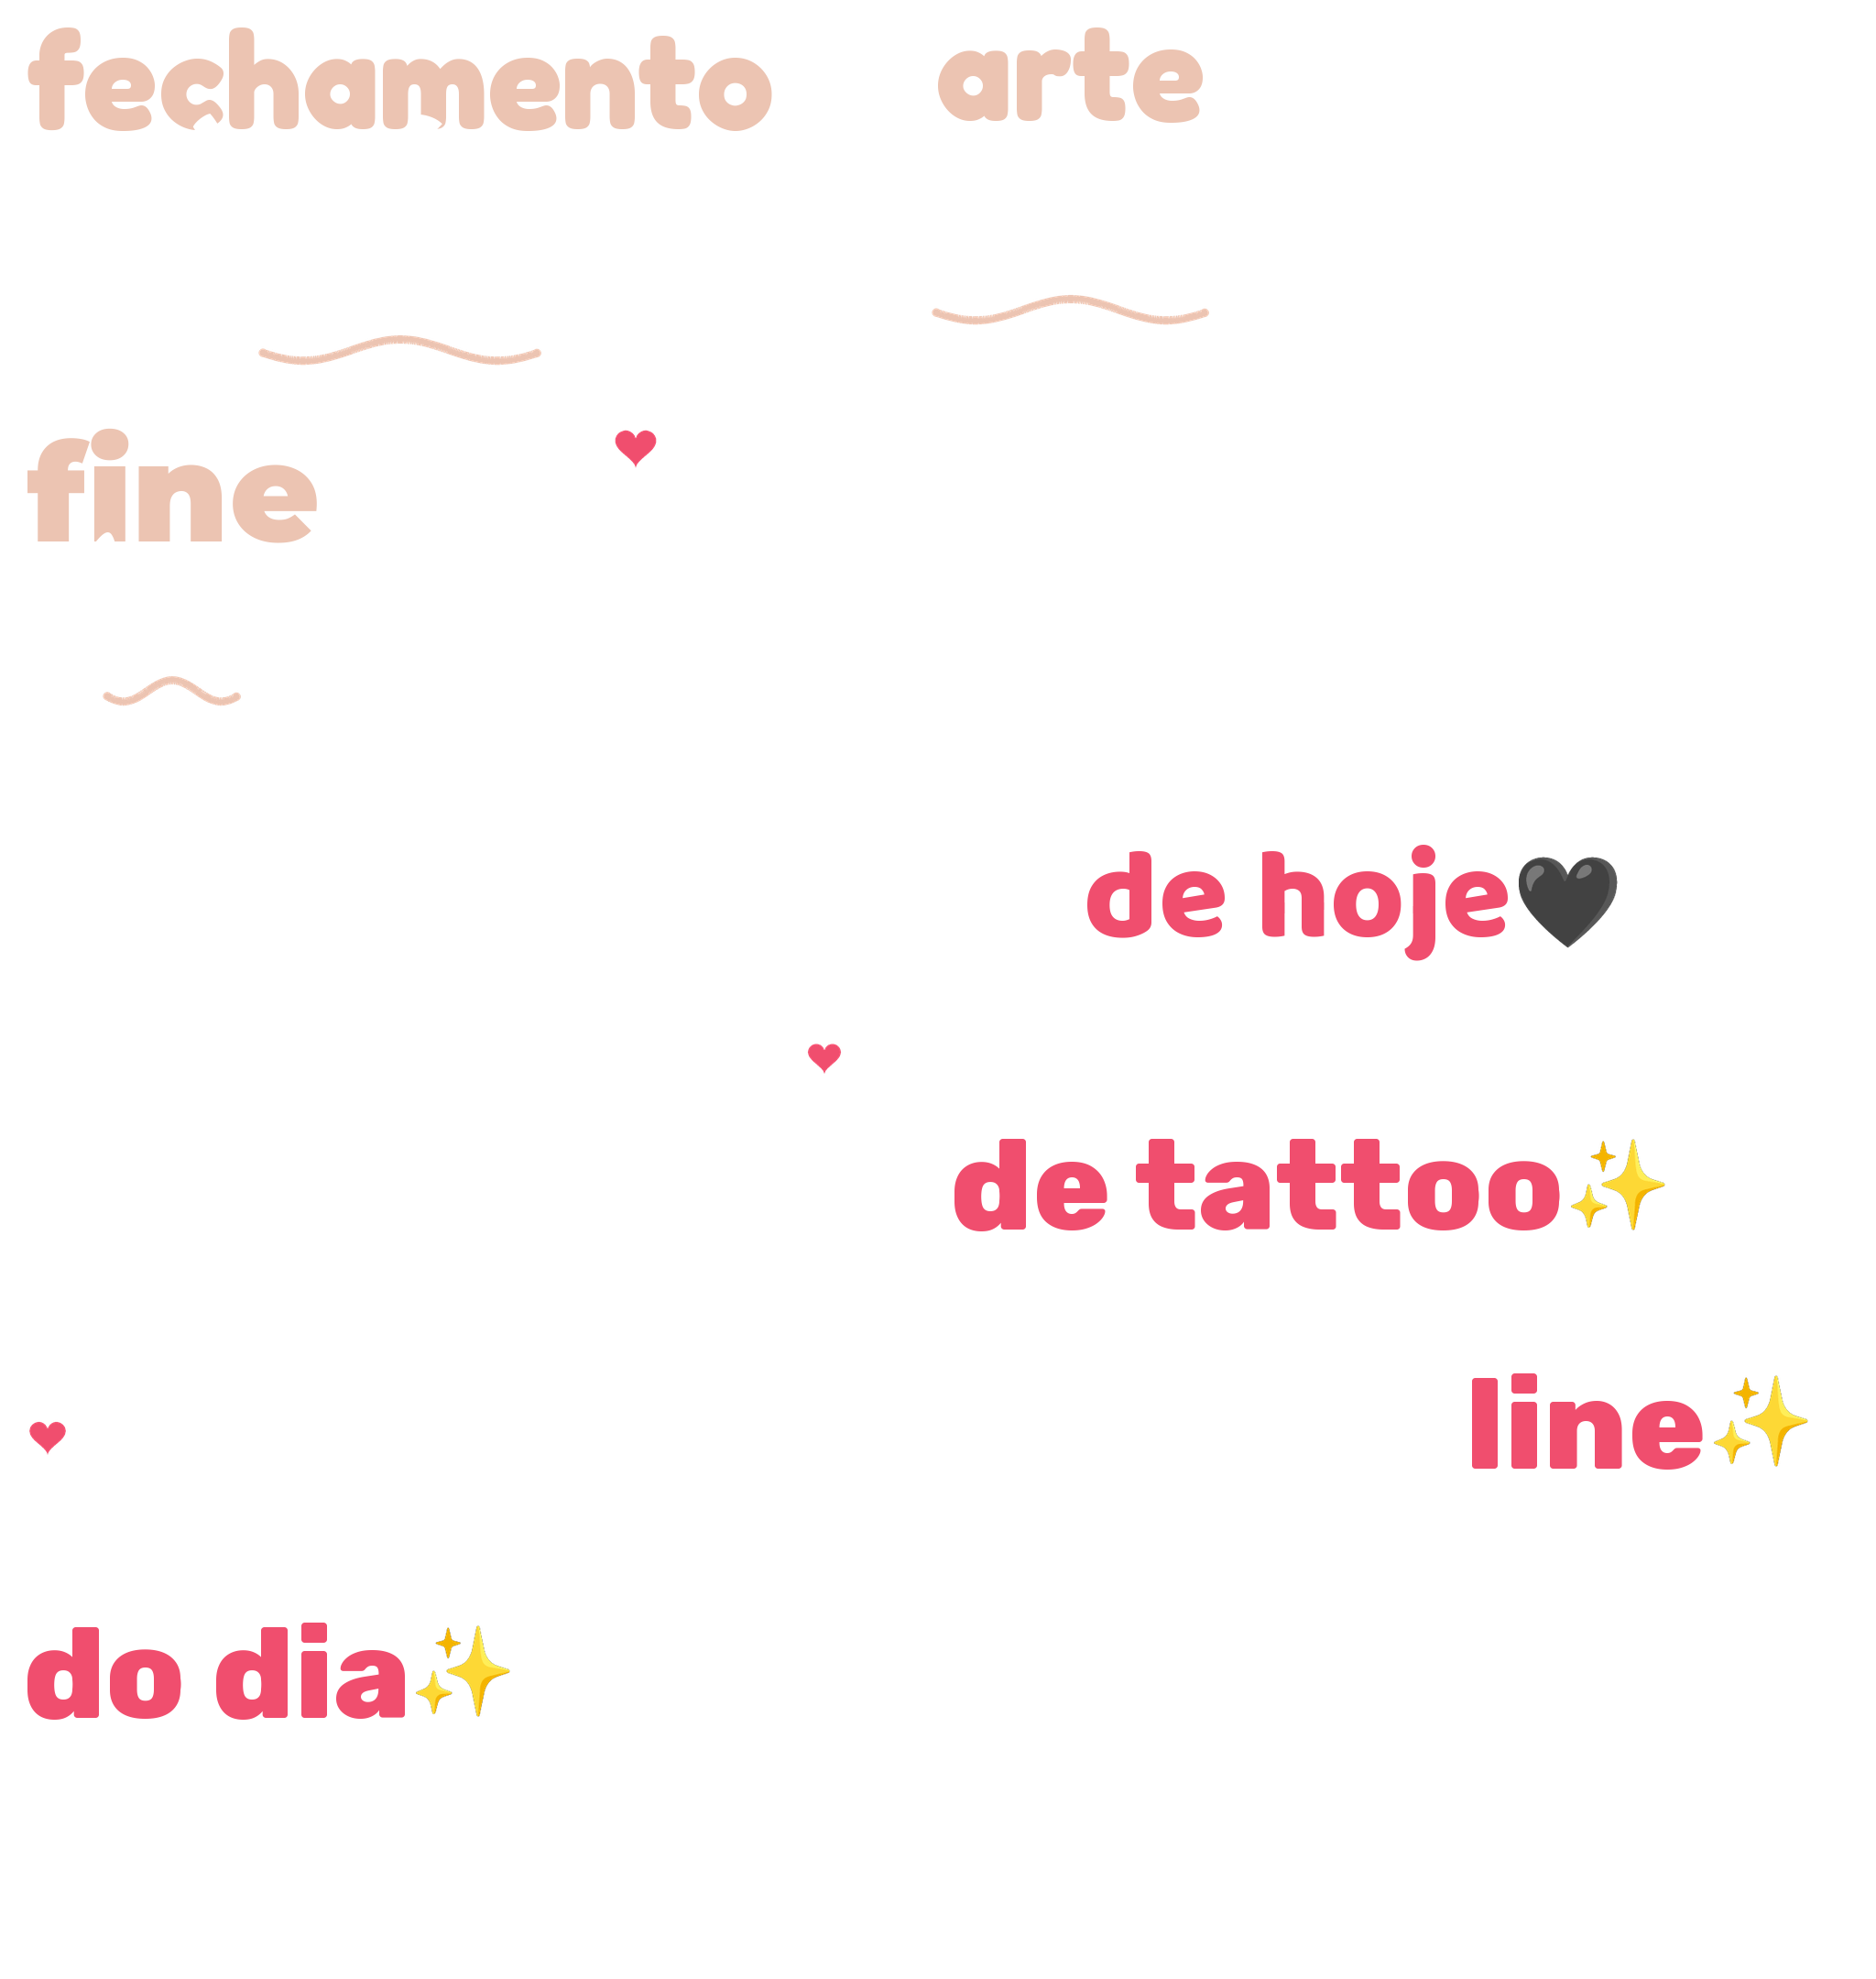 fechamento
arte
fine
de hoje🖤
de tattoo✨
line✨
do dia✨